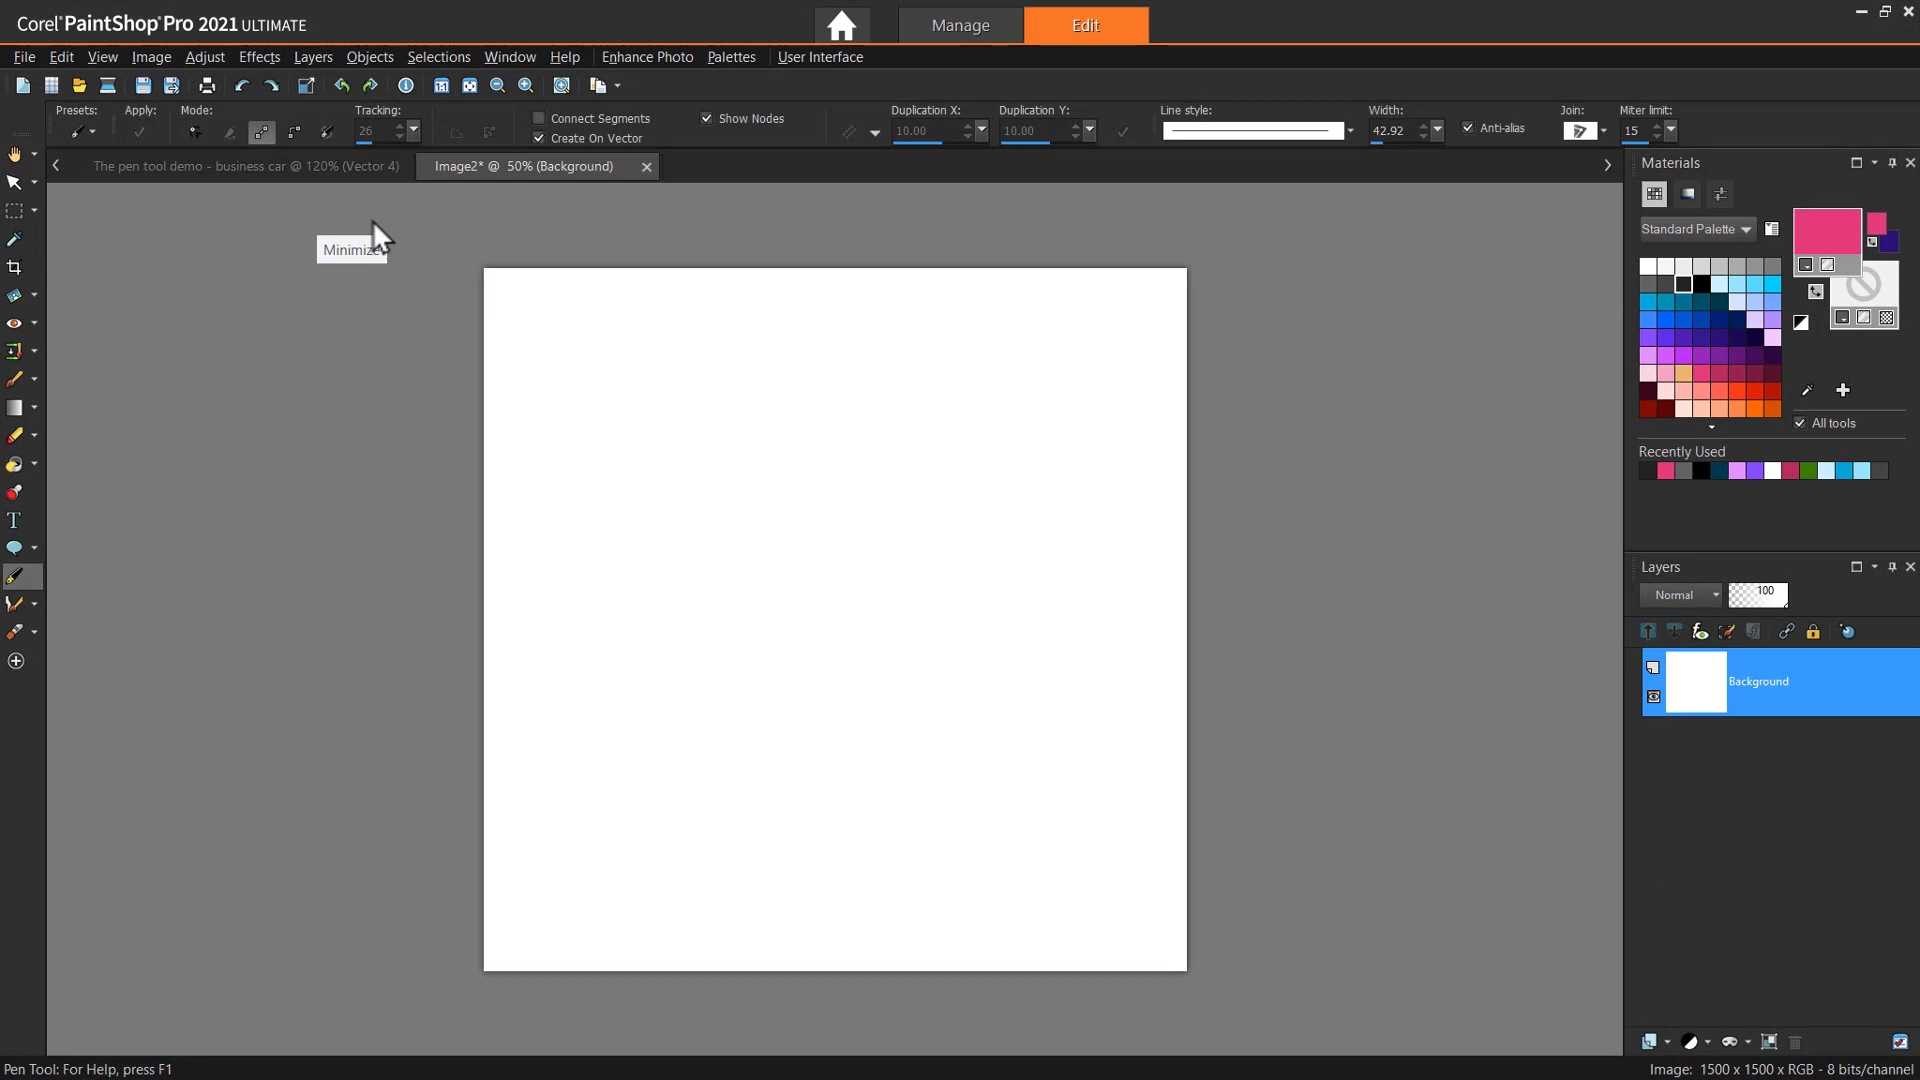 Corel PaintShop Pro 2021 ULTIMATE
Manage
Edit
File Edit View Image Adjust Effects Layers Objects Selections Window Help Enhance Photo Palettes User Interface
Presets: Apply: Mode: Tracking: Duplication X: Duplication Y: Line style: Width: Join: Miter limit:
26 Connect Segments Show Nodes 10.00 10.00 42.92 Anti-alias 15
Create On Vector
The pen tool demo - business car @ 120% (Vector 4)
Image2* @ 50% (Background)
Materials
Standard Palette
Minimize
All tools
Recently Used
Layers
Normal 100
Background
Pen Tool: For Help, press F1
Image: 1500 x 1500 x RGB - 8 bits/channel